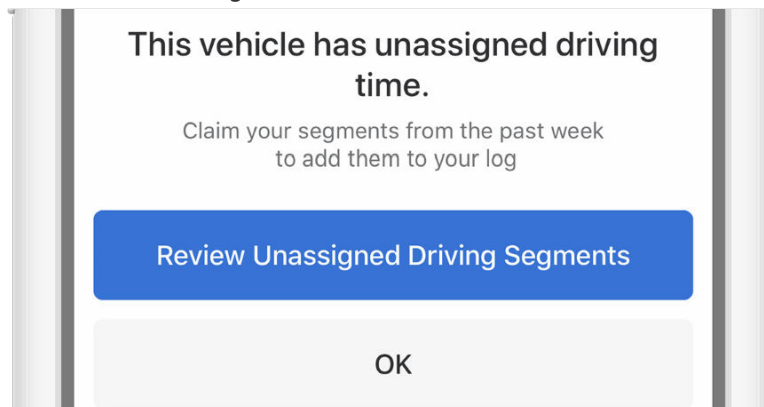 This vehicle has unassigned driving
time.
Claim your segments from the past week
to add them to your log
Review Unassigned Driving Segments
OK